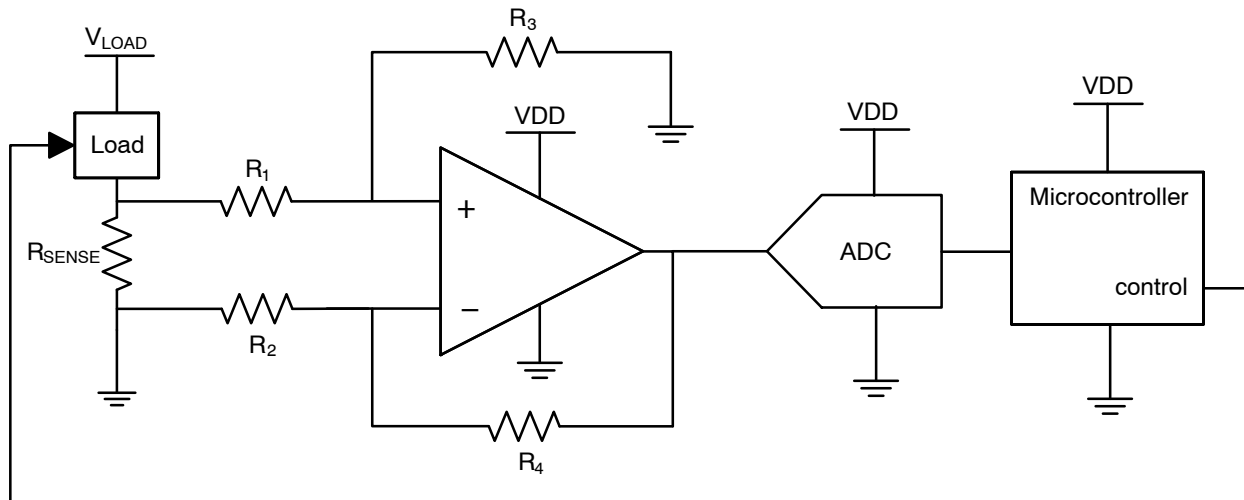 R3
VLOAD
VDD
VDD
VDD
Load
R1
+
Microcontroller
RSENSE
ADC
control
−
R2
R4